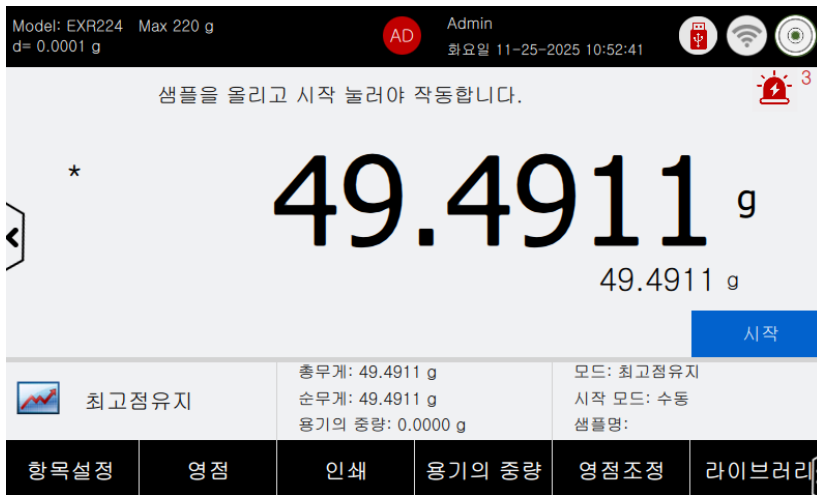 Model: EXR224 Max 220 g
d= 0.0001 g
AD
Admin
화요일 11-25-2025 10:52:41
샘플을 올리고 시작 눌러야 작동합니다.
3
*
49.4911 g
49.4911 g
시작
최고점유지
총무게: 49.4911 g
순무게: 49.4911 g
용기의 중량: 0.0000 g
모드: 최고점유지
시작 모드: 수동
샘플명:
항목설정 영점 인쇄 용기의 중량 영점조정 라이브러리